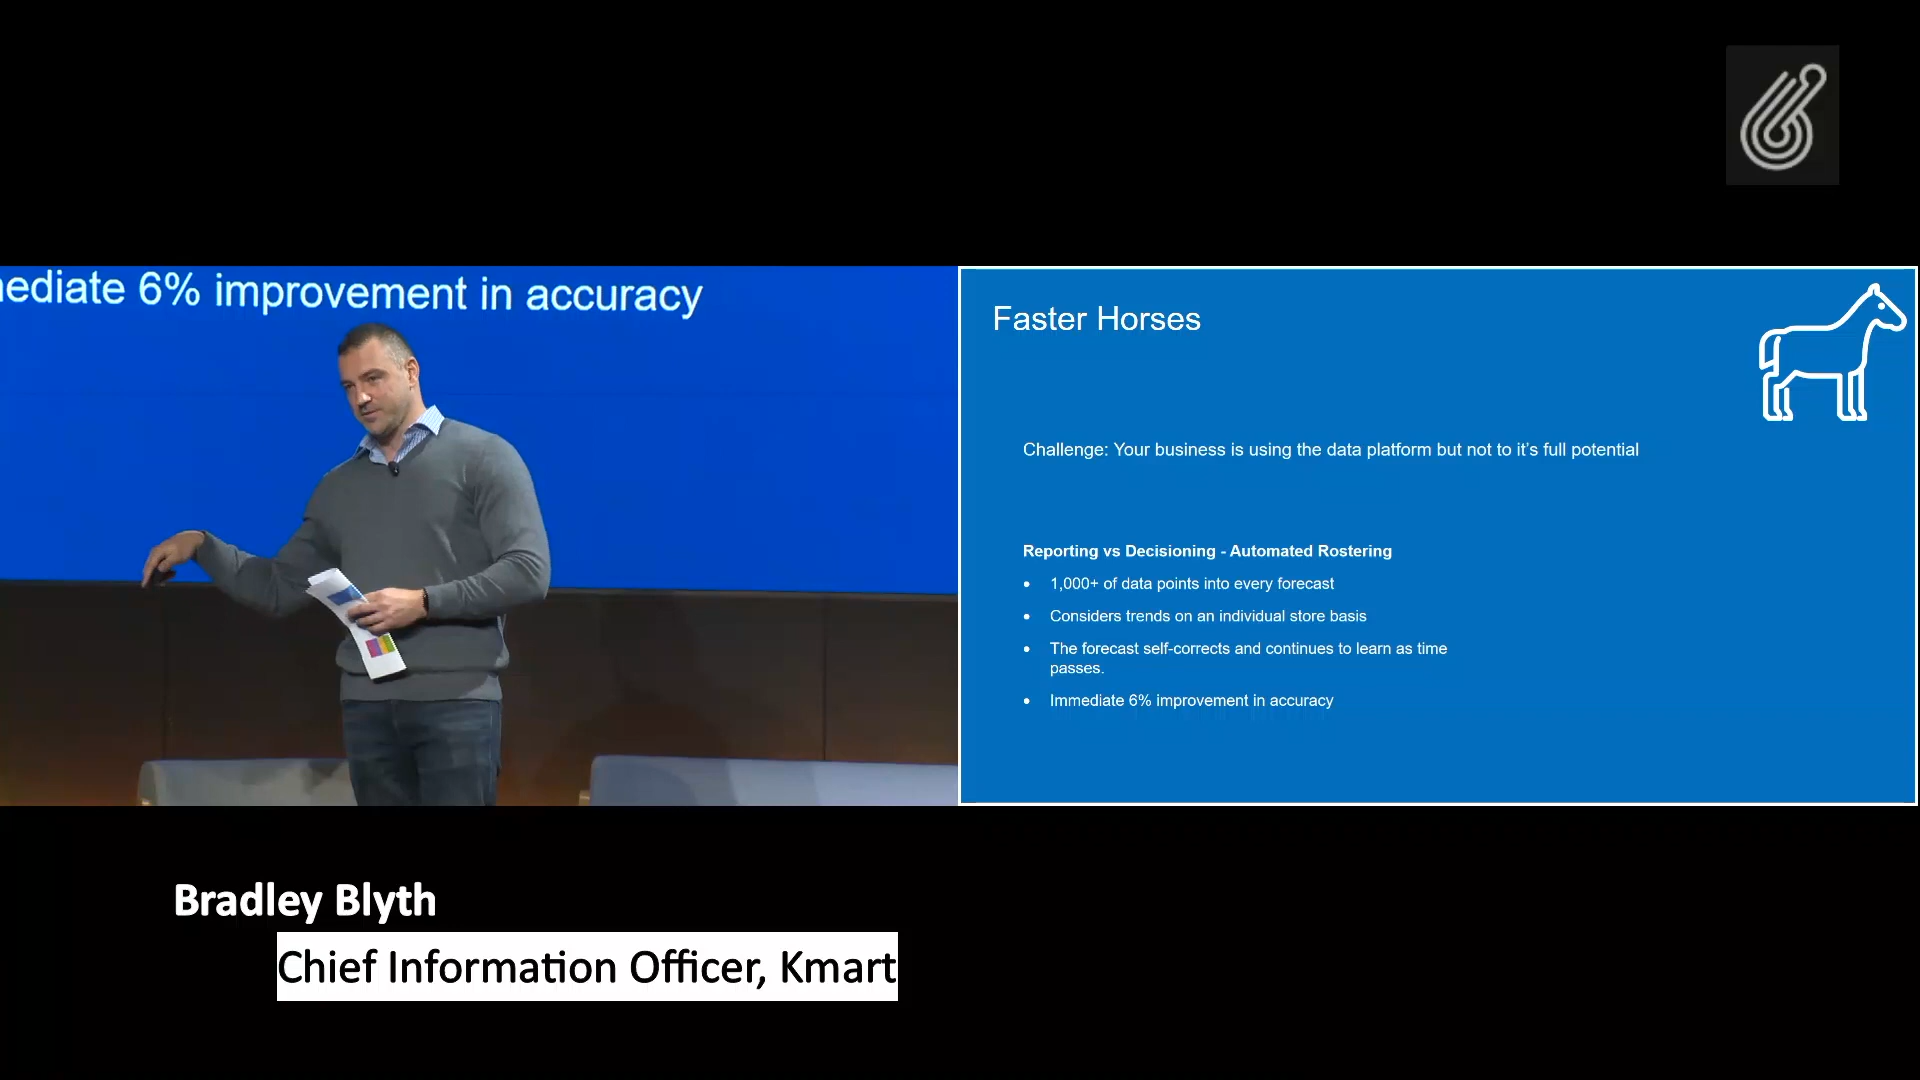 mediate 6% improvement in accuracy
Faster Horses
Challenge: Your business is using the data platform but not to it's full potential
Reporting vs Decisioning - Automated Rostering
• 1,000+ of data points into every forecast
• Considers trends on an individual store basis
• The forecast self-corrects and continues to learn as time
passes.
• Immediate 6% improvement in accuracy
Bradley Blyth
Chief Information Officer, Kmart